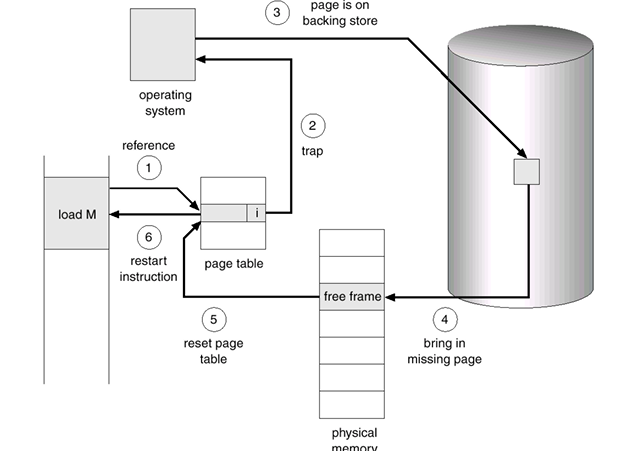 3
page is on
backing store
operating
system
2
trap
reference
1
load M
i
6
restart
instruction
page table
free frame
5
reset page
table
4
bring in
missing page
physical
memory